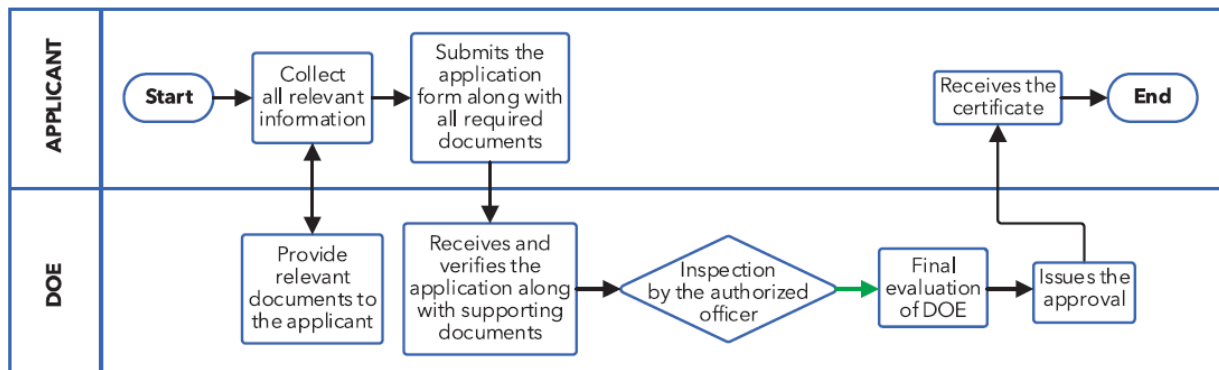 APPLICANT
Start
Collect
all relevant
information
Submits the
application
form along with
all required
documents
Receives the
certificate
End
DOE
Provide
relevant
documents to
the applicant
Receives and
verifies the
application along
with supporting
documents
Inspection
by the authorized
officer
Final
evaluation
of DOE
Issues the
approval